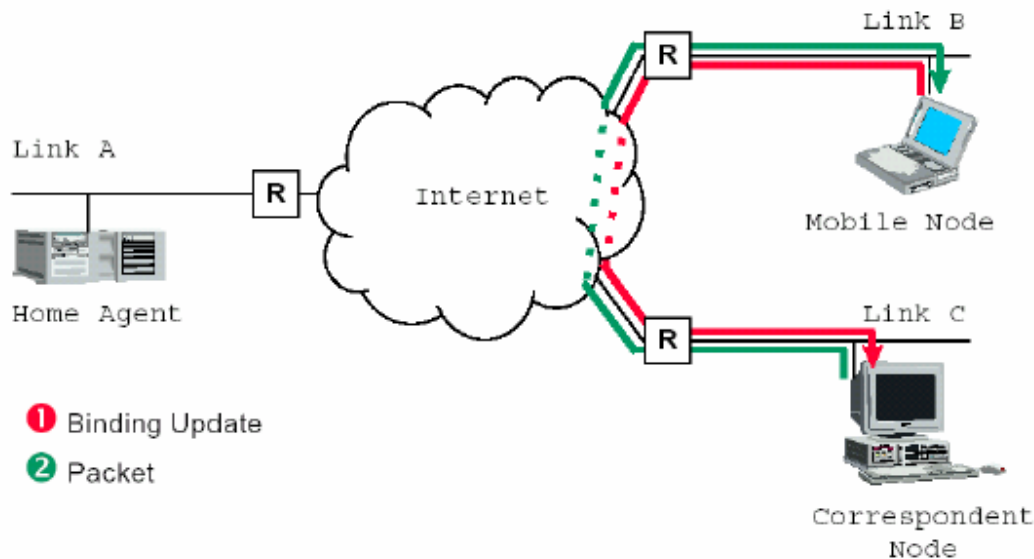 Link B
R
Link A
R
Internet
Mobile Node
Home Agent
Link C
R
1 Binding Update
2 Packet
Correspondent
Node